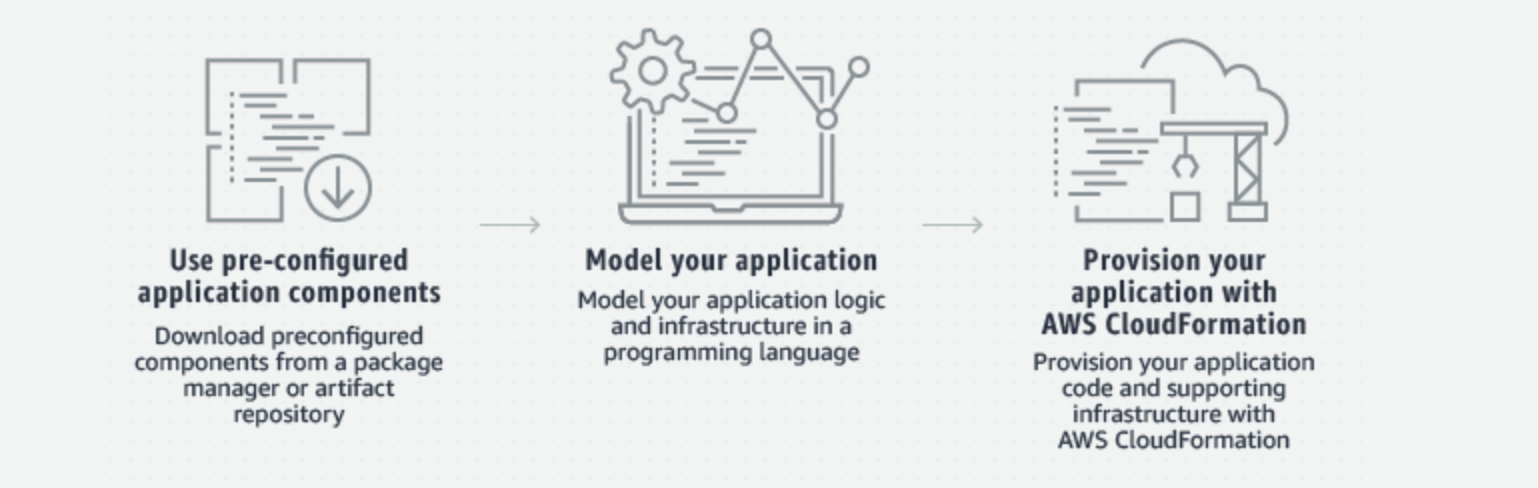 Use pre-configured
application components
Download preconfigured
components from a package
manager or artifact
repository
Model your application
Model your application logic
and infrastructure in a
programming language
Provision your
application with
AWS CloudFormation
Provision your application
code and supporting
infrastructure with
AWS CloudFormation